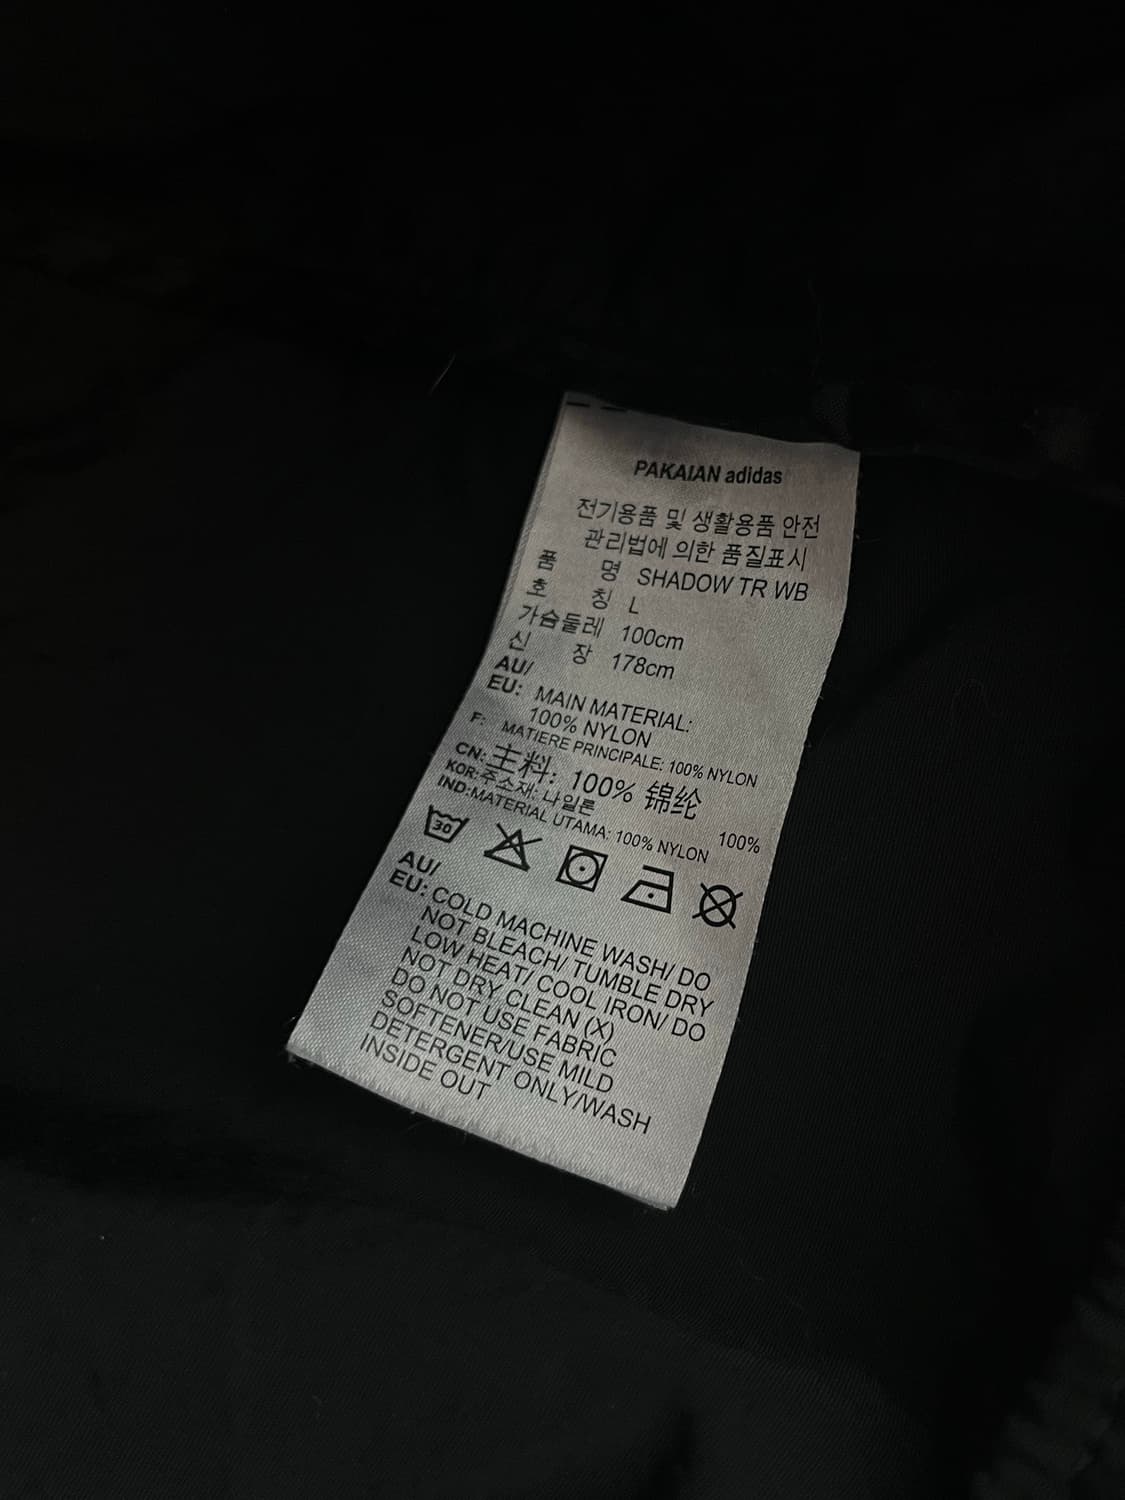 PAKAIAN adidas
전기용품 및 생활용품 안전
관리법에 의한 품질표시
품 명 SHADOW TR WB
호 칭 L
가슴둘레 100cm
신 장 178cm
AU/
EU: MAIN MATERIAL:
100% NYLON
F: MATIERE PRINCIPALE: 100% NYLON
CN: 主料: 100% 锦纶
KOR: 주소재: 나일론 100%
IND: MATERIAL UTAMA: 100% NYLON
30
AU/
EU: COLD MACHINE WASH/ DO
NOT BLEACH/ TUMBLE DRY
LOW HEAT/ COOL IRON/ DO
NOT DRY CLEAN (X)
DO NOT USE FABRIC
SOFTENER/USE MILD
DETERGENT ONLY/WASH
INSIDE OUT